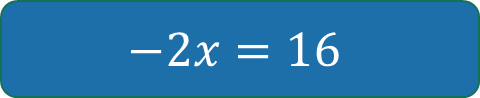 −2x = 16